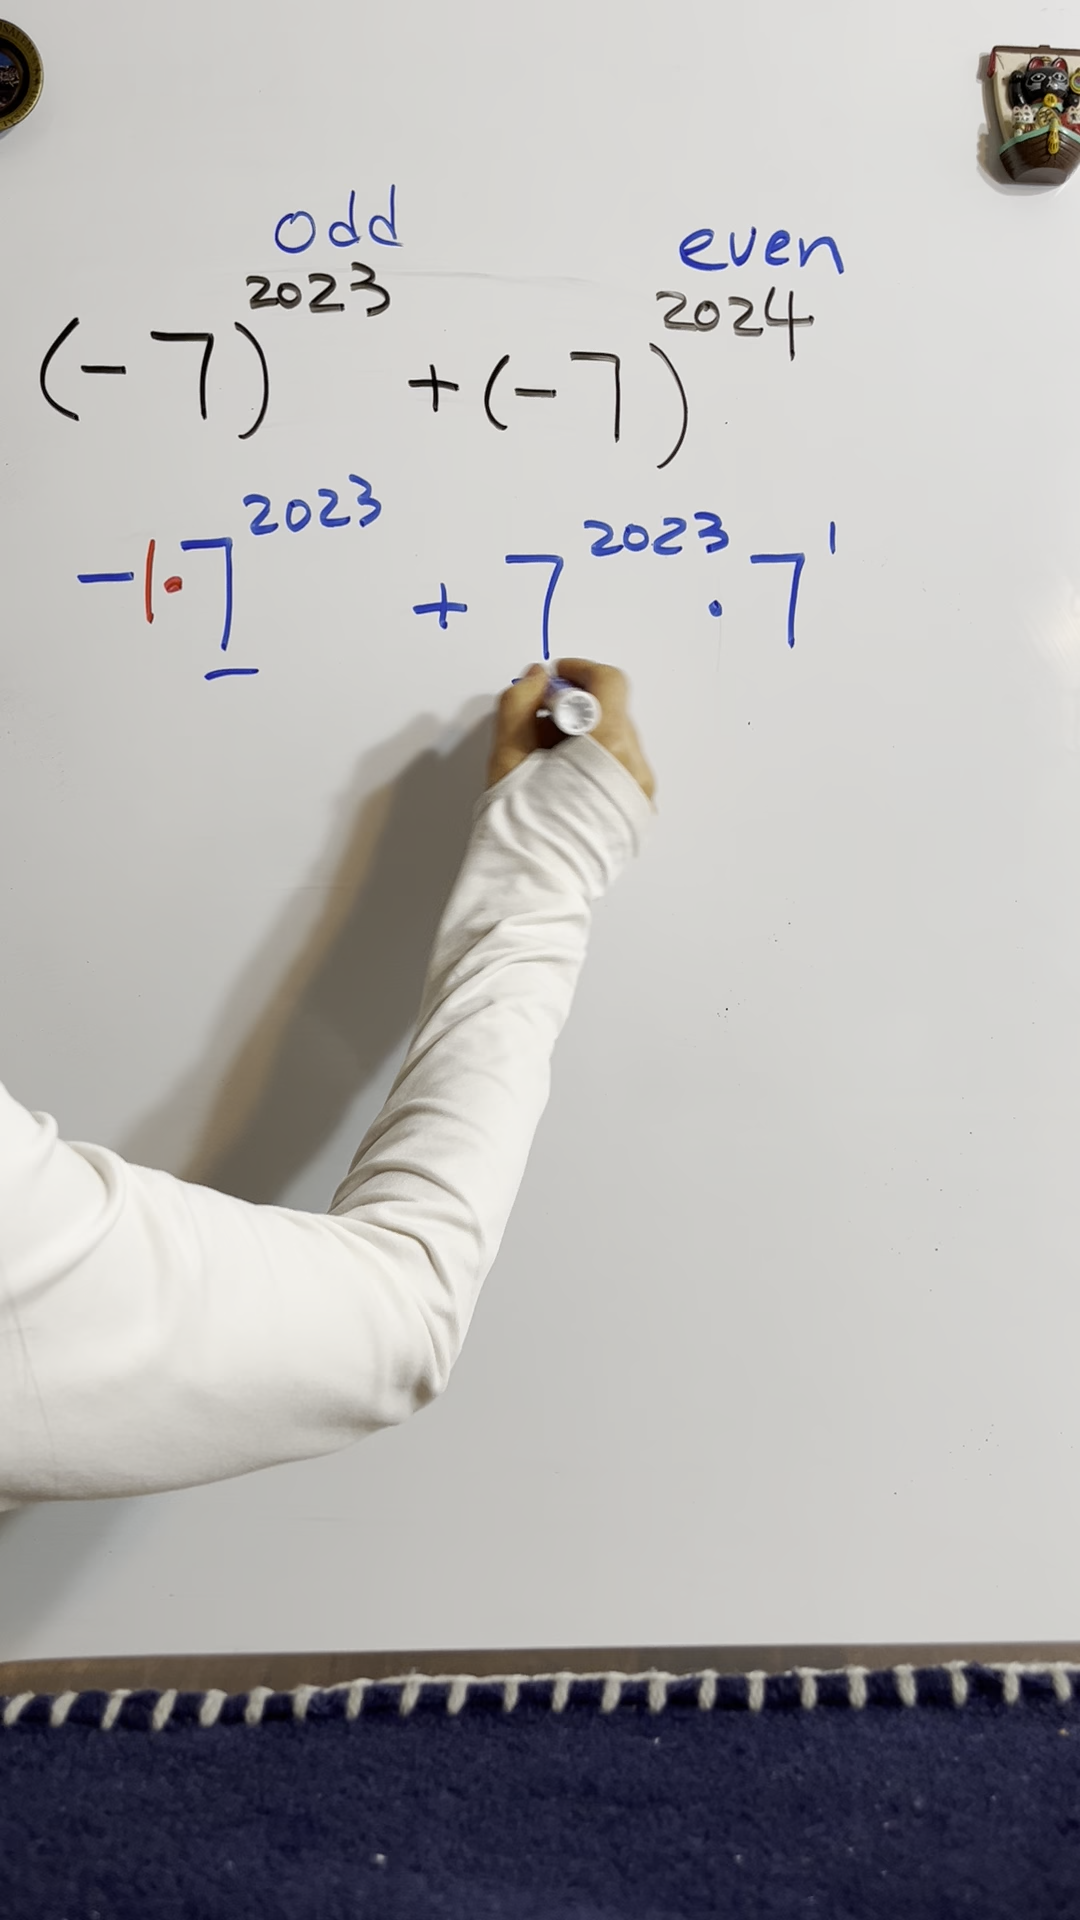 odd even
(-7)^2023 + (-7)^2024
-1·7^2023 + 7^2023 · 7^1